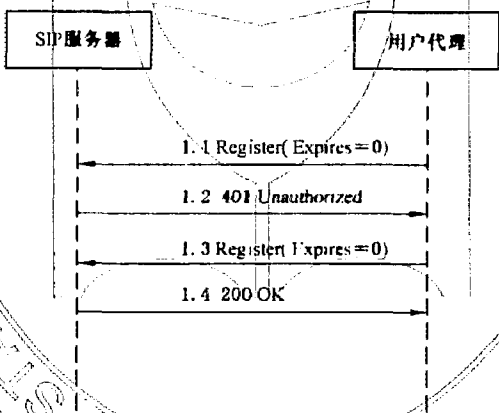 SIP服务器
用户代理
1.1 Register(Expires=0)
1.2 401 Unauthorized
1.3 Register(Expires=0)
1.4 200 OK